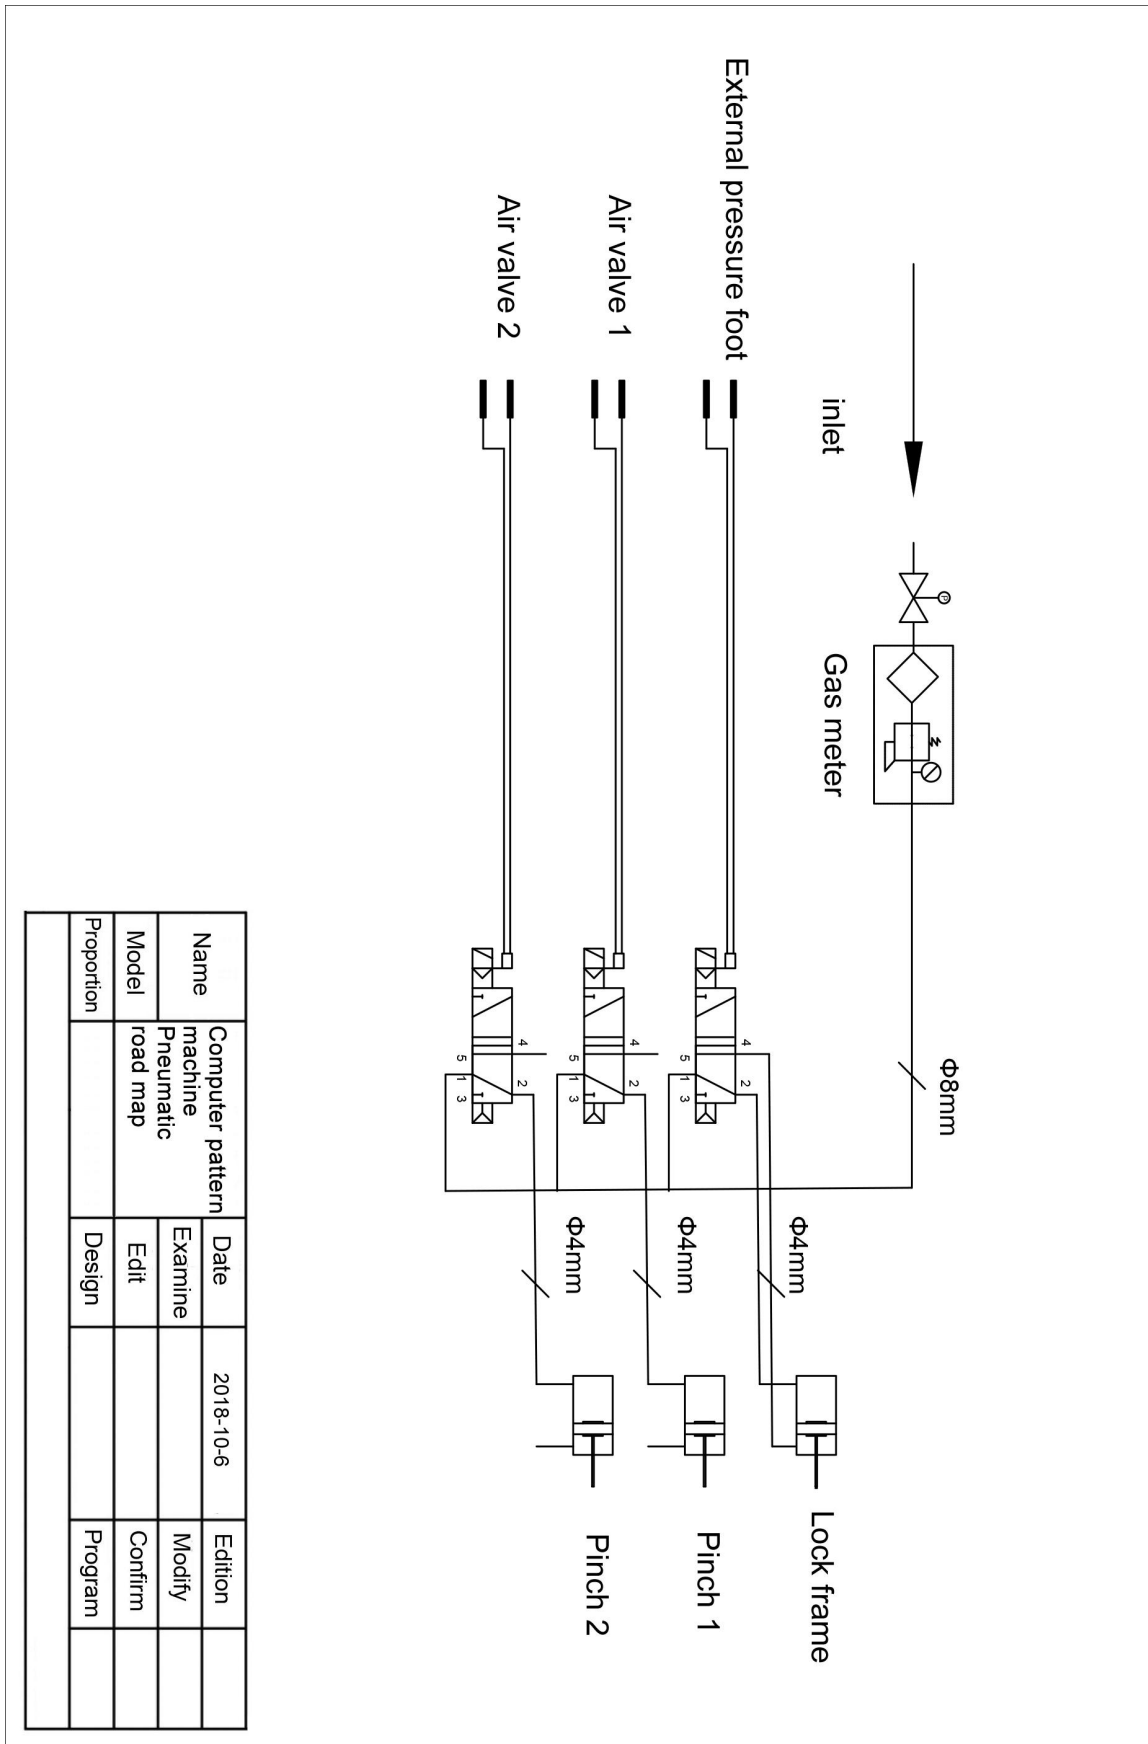 inlet
P
Gas meter
Φ8mm
External pressure foot
4
2
5
1
3
Φ4mm
Lock frame
Air valve 1
4
2
5
1
3
Φ4mm
Pinch 1
Air valve 2
4
2
5
1
3
Φ4mm
Pinch 2
Name
Computer pattern
machine
Pneumatic
road map
Date
2018-10-6
Edition
Examine
Modify
Model
Edit
Confirm
Proportion
Design
Program